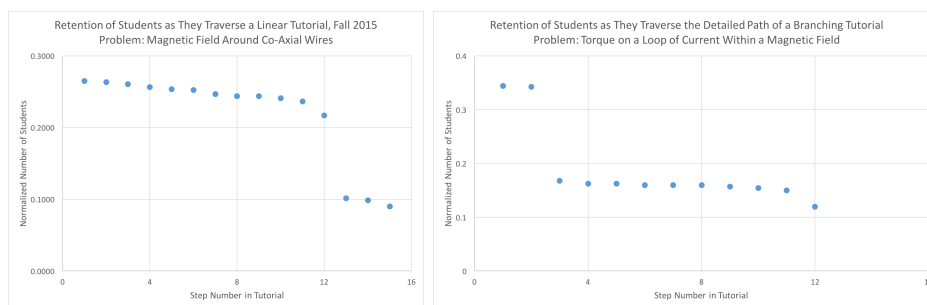 Retention of Students as They Traverse a Linear Tutorial, Fall 2015
Problem: Magnetic Field Around Co-Axial Wires
Normalized Number of Students
0.3000
0.2000
0.1000
0.0000
0 4 8 12 16
Step Number in Tutorial
Retention of Students as They Traverse the Detailed Path of a Branching Tutorial
Problem: Torque on a Loop of Current Within a Magnetic Field
Normalized Number of Students
0.4
0.3
0.2
0.1
0
0 4 8 12
Step Number in Tutorial